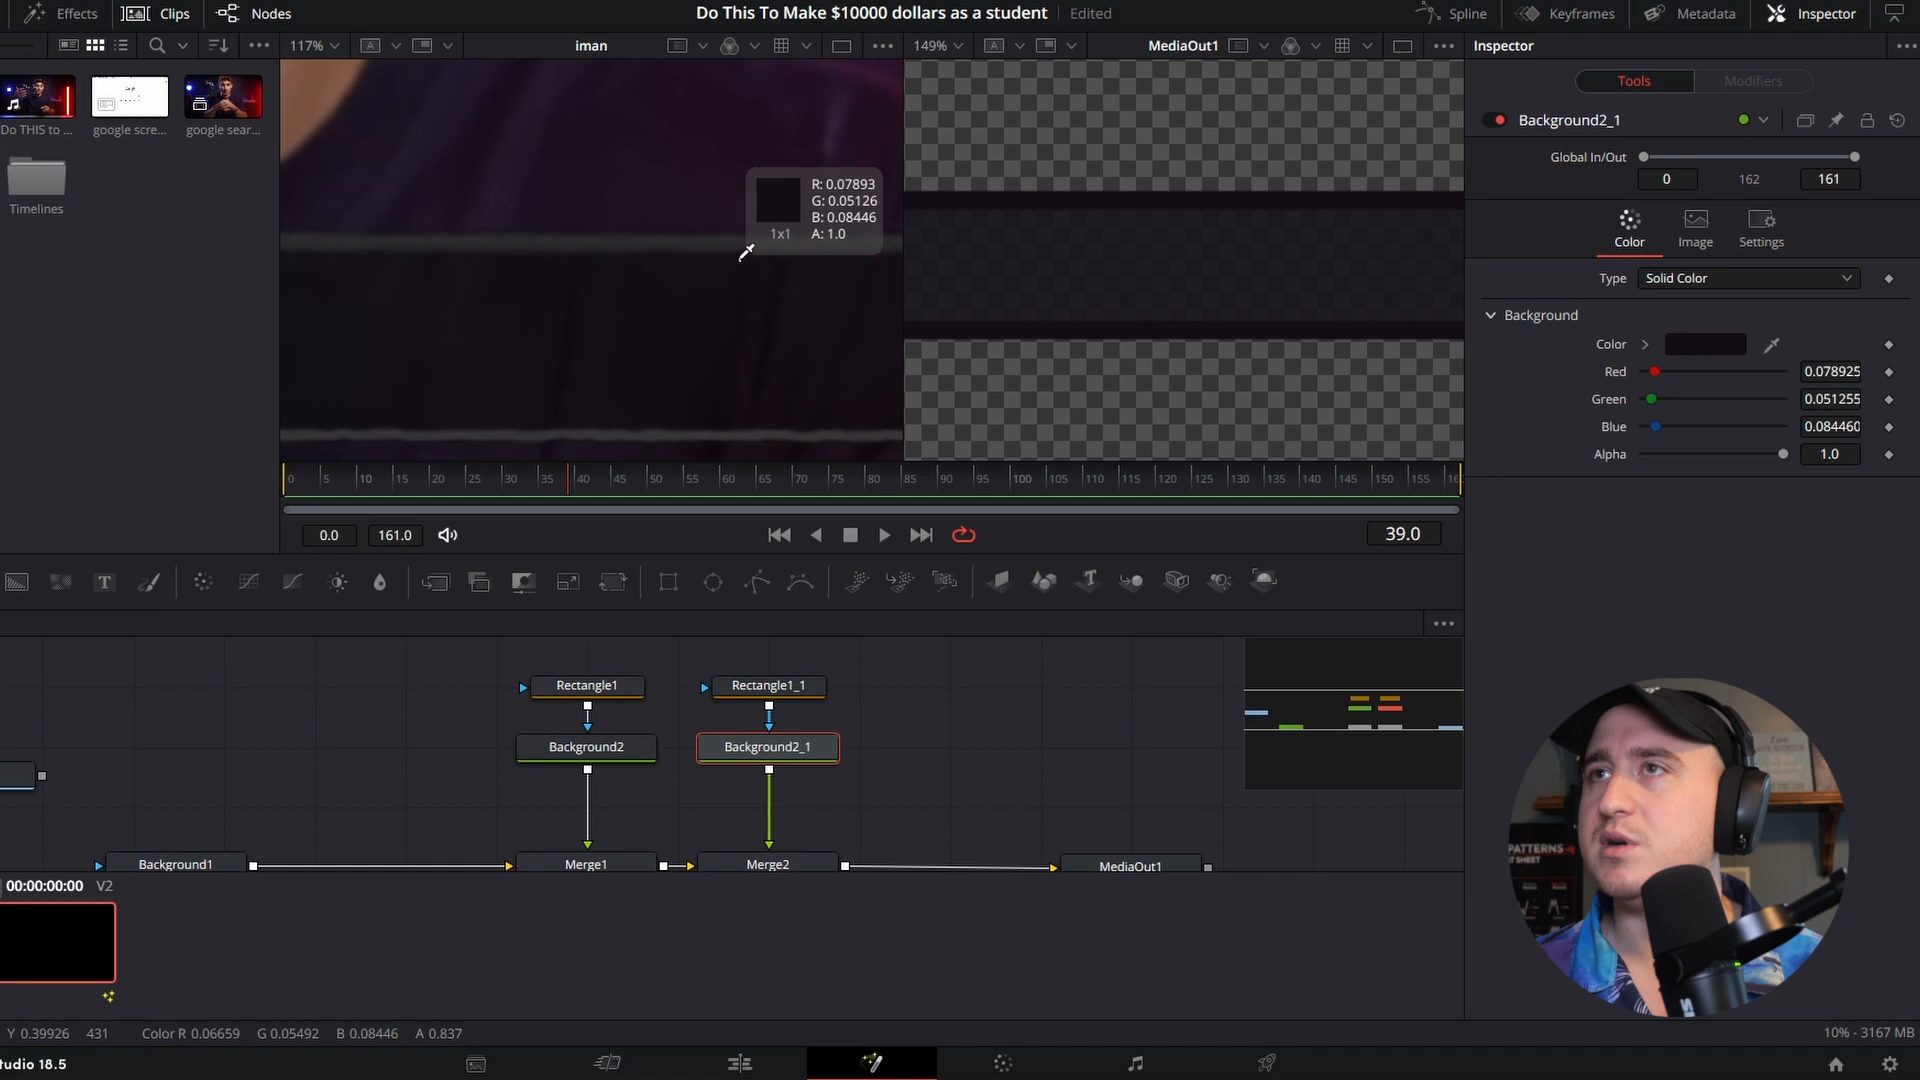 Effects
Clips
Nodes
Do This To Make $10000 dollars as a student
Edited
Spline
Keyframes
Metadata
Inspector
117%
A
iman
149%
A
MediaOut1
Inspector
Do THIS to ...
google scre...
google sear...
Timelines
R: 0.07893
G: 0.05126
B: 0.08446
A: 1.0
1x1
Tools
Modifiers
Background2_1
Global In/Out
0
162
161
Color
Image
Settings
Type
Solid Color
Background
Color
Red
0.078925
Green
0.051255
Blue
0.084460
Alpha
1.0
0 5 10 15 20 25 30 35 40 45 50 55 60 65 70 75 80 85 90 95 100 105 110 115 120 125 130 135 140 145 150 155
0.0
161.0
39.0
T
Rectangle1
Rectangle1_1
Background2
Background2_1
Background1
Merge1
Merge2
MediaOut1
00:00:00:00
V2
PATTERNS
AT SHEET
Y 0.39926 431 Color R 0.06659 G 0.05492 B 0.08446 A 0.837
10% - 3167 MB
tudio 18.5